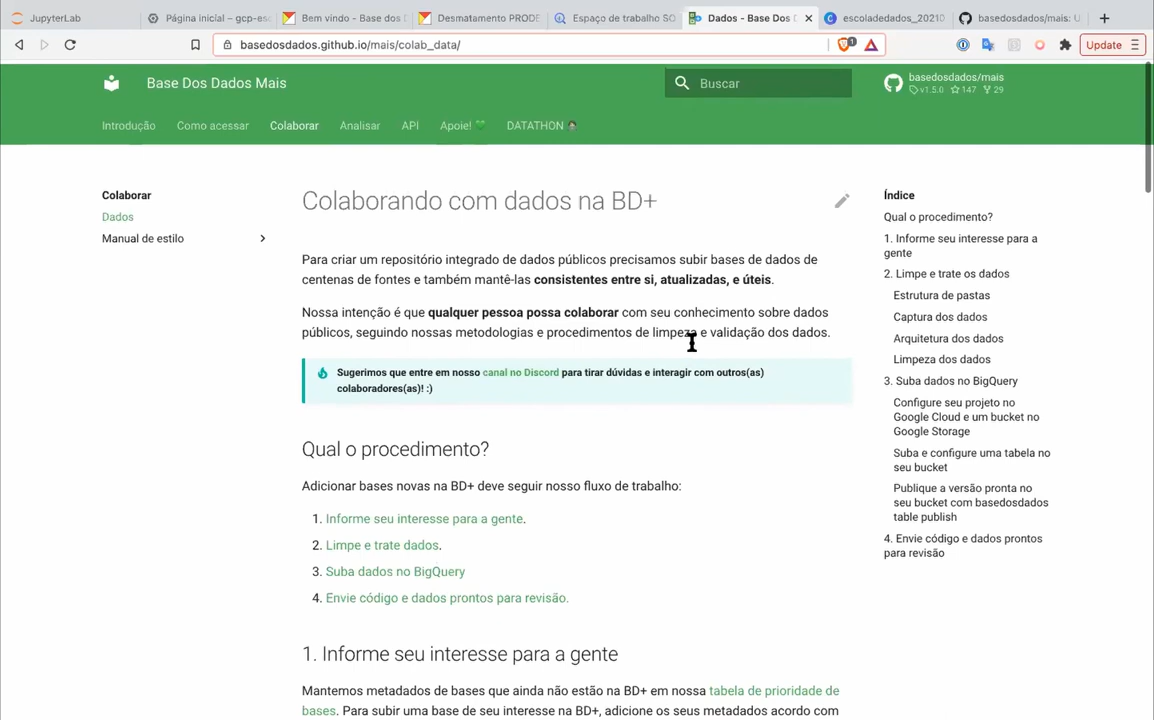 JupyterLab
Página inicial – gcp-es
Bem vindo - Base dos
Desmatamento PRODE
Espaço de trabalho SQ
Dados - Base Dos
escoladedados_2021
basedosdados/mais: U
basedosdados.github.io/mais/colab_data/
1
Update
Base Dos Dados Mais
Buscar
basedosdados/mais
v1.5.0 147 29
Introdução Como acessar Colaborar Analisar API Apoie! DATATHON
Colaborar
Dados
Manual de estilo
Colaborando com dados na BD+
Para criar um repositório integrado de dados públicos precisamos subir bases de dados de
centenas de fontes e também mantê-las consistentes entre si, atualizadas, e úteis.
Nossa intenção é que qualquer pessoa possa colaborar com seu conhecimento sobre dados
públicos, seguindo nossas metodologias e procedimentos de limpeza e validação dos dados.
Sugerimos que entre em nosso canal no Discord para tirar dúvidas e interagir com outros(as)
colaboradores(as)! :)
Qual o procedimento?
Adicionar bases novas na BD+ deve seguir nosso fluxo de trabalho:
1. Informe seu interesse para a gente.
2. Limpe e trate dados.
3. Suba dados no BigQuery
4. Envie código e dados prontos para revisão.
1. Informe seu interesse para a gente
Mantemos metadados de bases que ainda não estão na BD+ em nossa tabela de prioridade de
bases. Para subir uma base de seu interesse na BD+, adicione os seus metadados acordo com
Índice
Qual o procedimento?
1. Informe seu interesse para a
gente
2. Limpe e trate os dados
Estrutura de pastas
Captura dos dados
Arquitetura dos dados
Limpeza dos dados
3. Suba dados no BigQuery
Configure seu projeto no
Google Cloud e um bucket no
Google Storage
Suba e configure uma tabela no
seu bucket
Publique a versão pronta no
seu bucket com basedosdados
table publish
4. Envie código e dados prontos
para revisão